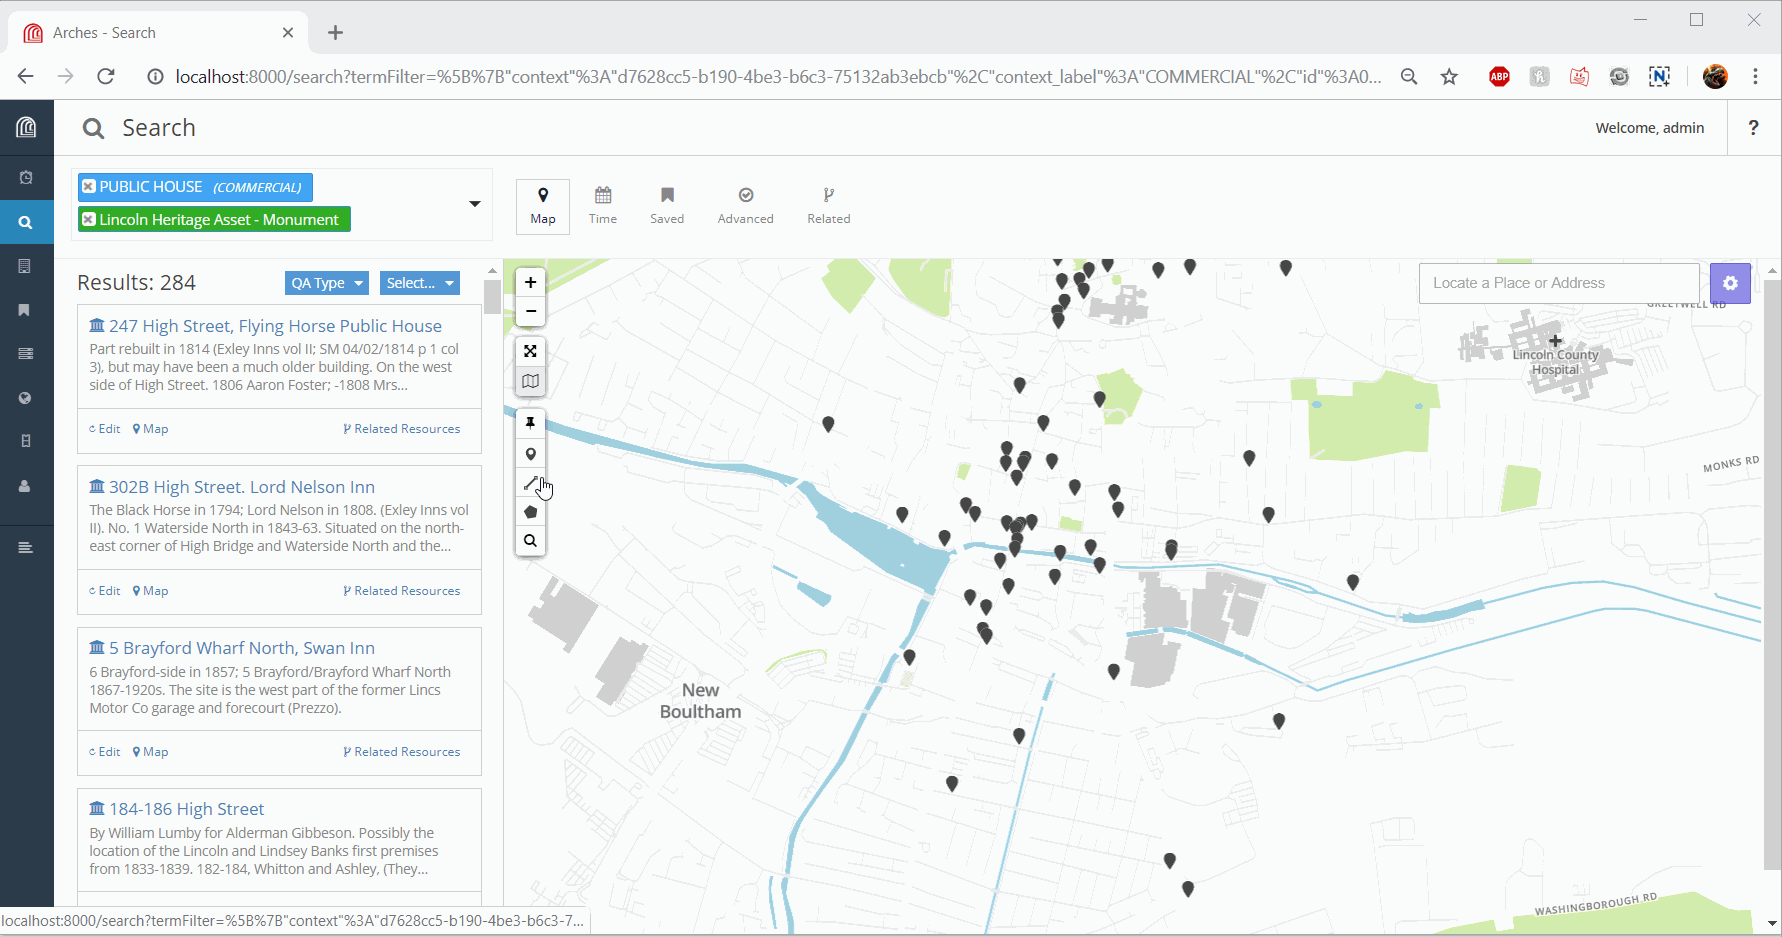 Arches - Search
localhost:8000/search?termFilter=%5B%7B"context"%3A"d7628cc5-b190-4be3-b6c3-75132ab3ebcb"%2C"context_label"%3A"COMMERCIAL"%2C"id"%3A0...
ABP
N
Search
Welcome, admin
?
PUBLIC HOUSE (COMMERCIAL)
Lincoln Heritage Asset - Monument
Map
Time
Saved
Advanced
Related
Results: 284
QA Type
Select...
247 High Street, Flying Horse Public House
Part rebuilt in 1814 (Exley Inns vol II; SM 04/02/1814 p 1 col
3), but may have been a much older building. On the west
side of High Street. 1806 Aaron Foster; -1808 Mrs...
Edit Map Related Resources
302B High Street. Lord Nelson Inn
The Black Horse in 1794; Lord Nelson in 1808. (Exley Inns vol
II). No. 1 Waterside North in 1843-63. Situated on the north-
east corner of High Bridge and Waterside North and the...
Edit Map Related Resources
5 Brayford Wharf North, Swan Inn
6 Brayford-side in 1857; 5 Brayford/Brayford Wharf North
1867-1920s. The site is the west part of the former Lincs
Motor Co garage and forecourt (Prezzo).
Edit Map Related Resources
184-186 High Street
By William Lumby for Alderman Gibbeson. Possibly the
location of the Lincoln and Lindsey Banks first premises
from 1833-1839. 182-184, Whitton and Ashley, (They...
localhost:8000/search?termFilter=%5B%7B"context"%3A"d7628cc5-b190-4be3-b6c3-7...
Locate a Place or Address
GREETWELL RD
Lincoln County
Hospital
MONKS RD
New
Boultham
WASHINGBOROUGH RD